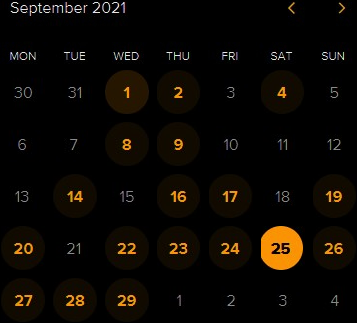 September 2021
MON TUE WED THU FRI SAT SUN
30 31 1 2 3 4 5
6 7 8 9 10 11 12
13 14 15 16 17 18 19
20 21 22 23 24 25 26
27 28 29 1 2 3 4